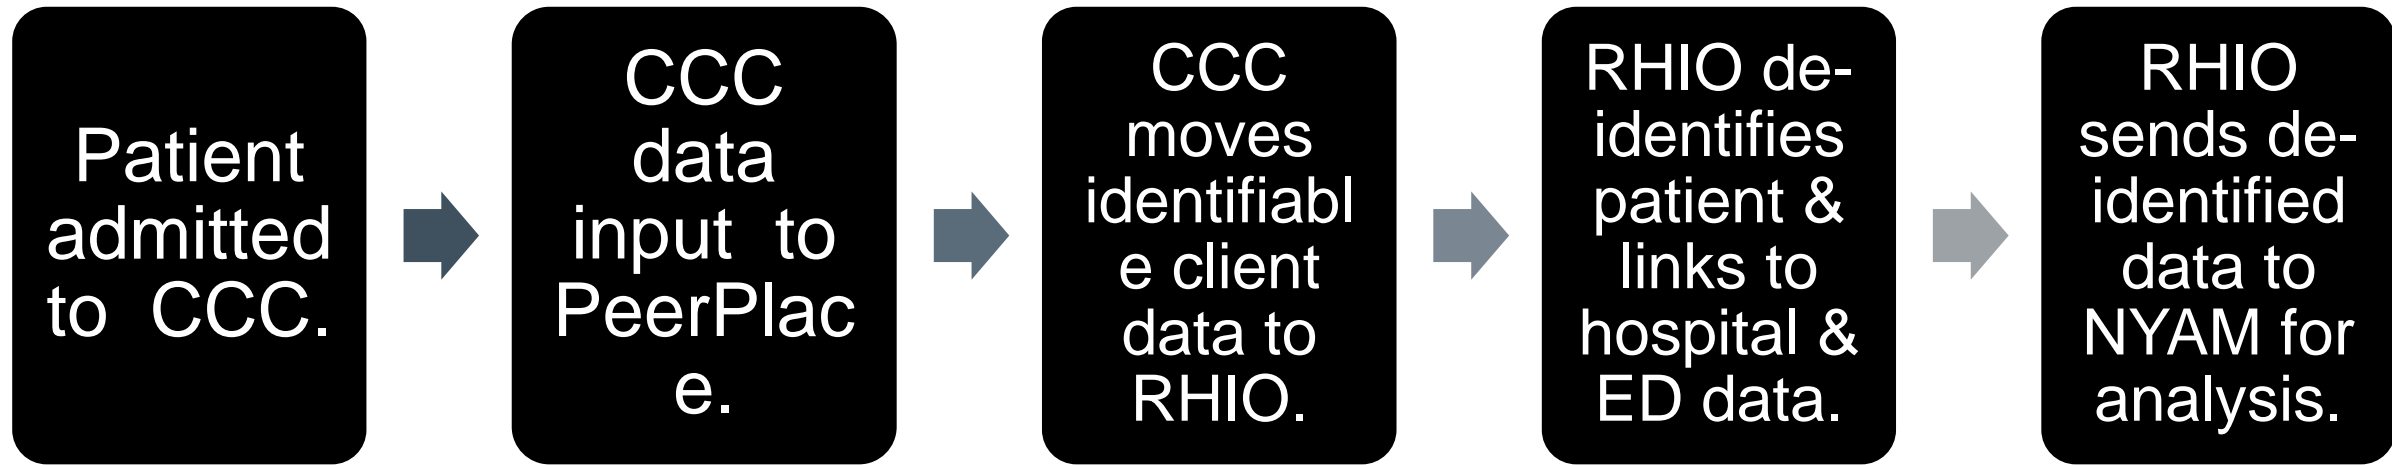 Patient
admitted
to CCC.
CCC
data
input to
PeerPlac
e.
CCC
moves
identifiabl
e client
data to
RHIO.
RHIO de-
identifies
patient &
links to
hospital &
ED data.
RHIO
sends de-
identified
data to
NYAM for
analysis.